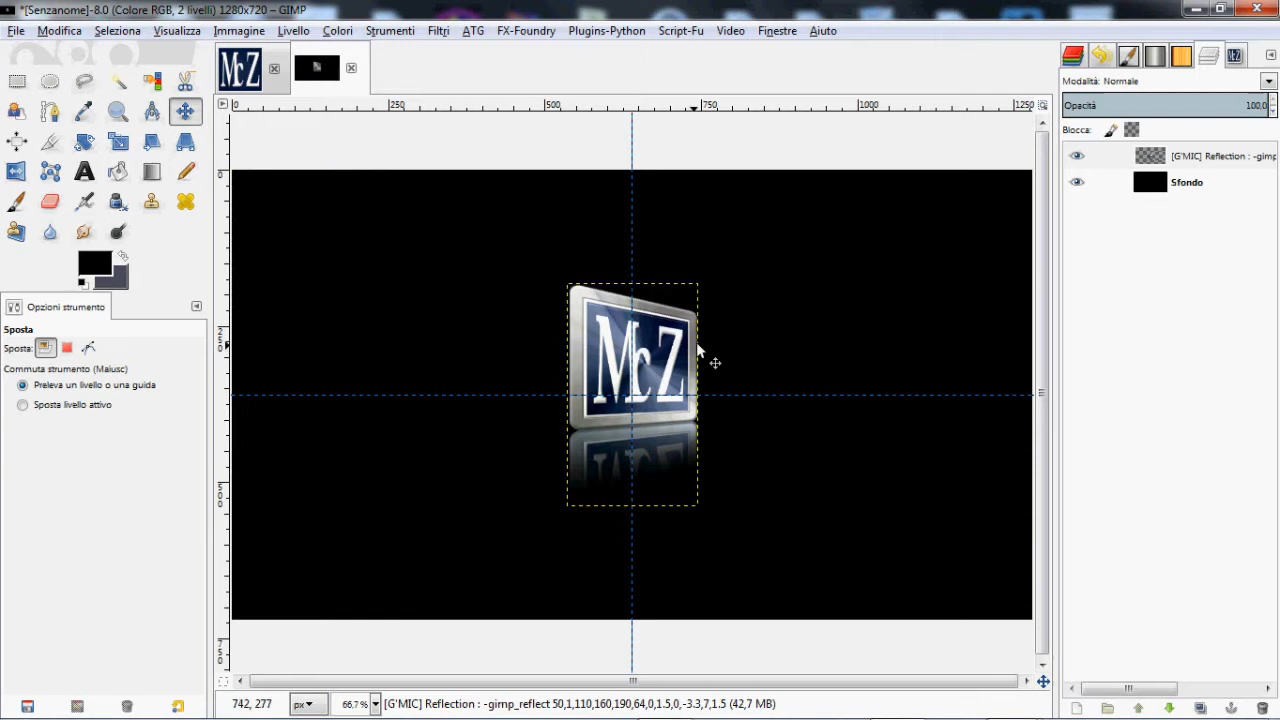 *[Senzanome]-8.0 (Colore RGB, 2 livelli) 1280x720 – GIMP
File Modifica Seleziona Visualizza Immagine Livello Colori Strumenti Filtri ATG FX-Foundry Plugins-Python Script-Fu Video Finestre Aiuto
McZ
0 250 500 750 1000 1250
0
250
500
750
McZ
Opzioni strumento
Sposta
Sposta:
Commuta strumento (Maiusc)
Preleva un livello o una guida
Sposta livello attivo
Modalità: Normale
Opacità 100,0
Blocca:
[G'MIC] Reflection : -gimp
Sfondo
742, 277 px 66,7 % [G'MIC] Reflection : -gimp_reflect 50,1,110,160,190,64,0,1.5,0,-3.3,7,1.5 (42,7 MB)